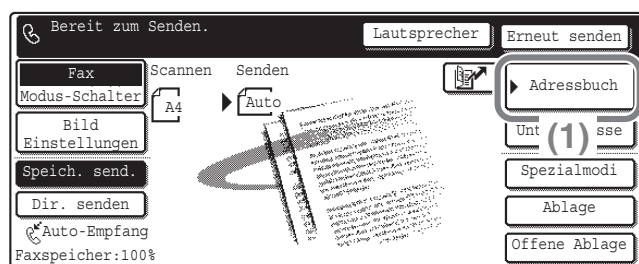 Bereit zum Senden.
Lautsprecher
Erneut senden
Fax
Modus-Schalter
Scannen
Senden
A4
Auto
Adressbuch
Bild
Einstellungen
(1)
Speich. send.
Spezialmodi
Dir. senden
Ablage
Auto-Empfang
Offene Ablage
Faxspeicher:100%